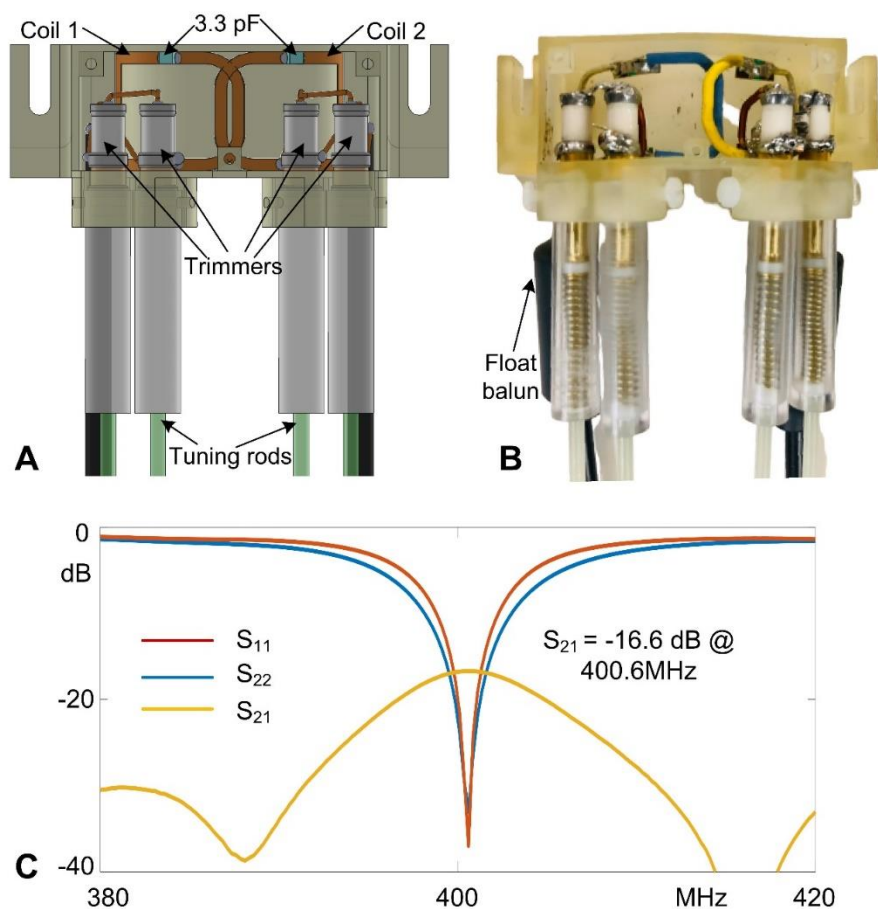 Coil 1
3.3 pF
Coil 2
Trimmers
Tuning rods
A
Float
balun
B
0
dB
-20
-40
S₁₁
S₂₂
S₂₁
S₂₁ = -16.6 dB @
400.6MHz
C
380
400
MHz
420